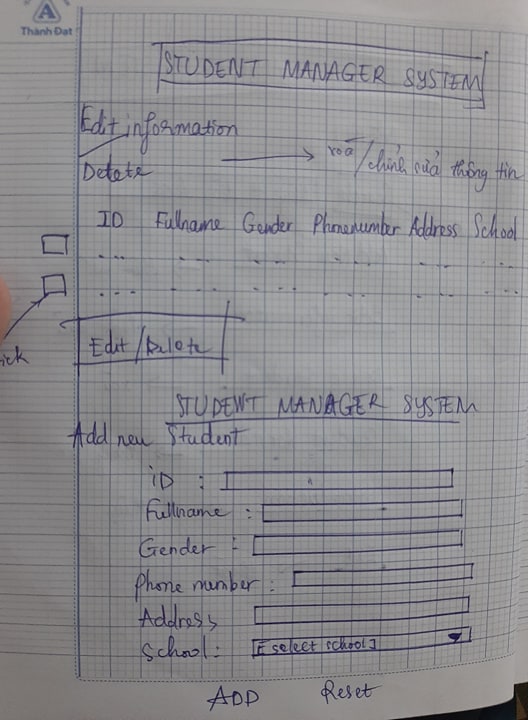 A
Thành Đạt
STUDENT MANAGER SYSTEM
Edit information
Delete → xoá/chỉnh sửa thông tin
ID Fullname Gender Phonenumber Address School
Edit/Delete
STUDENT MANAGER SYSTEM
Add new Student
iD :
Fullname :
Gender :
Phone number :
Address
School: [select school]
ADD Reset